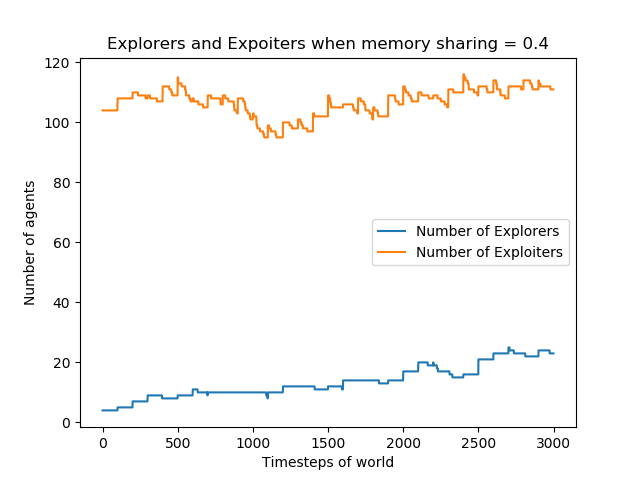 Explorers and Expoiters when memory sharing = 0.4
120
100
80
60
40
20
0
Number of agents
Number of Explorers
Number of Exploiters
0 500 1000 1500 2000 2500 3000
Timesteps of world